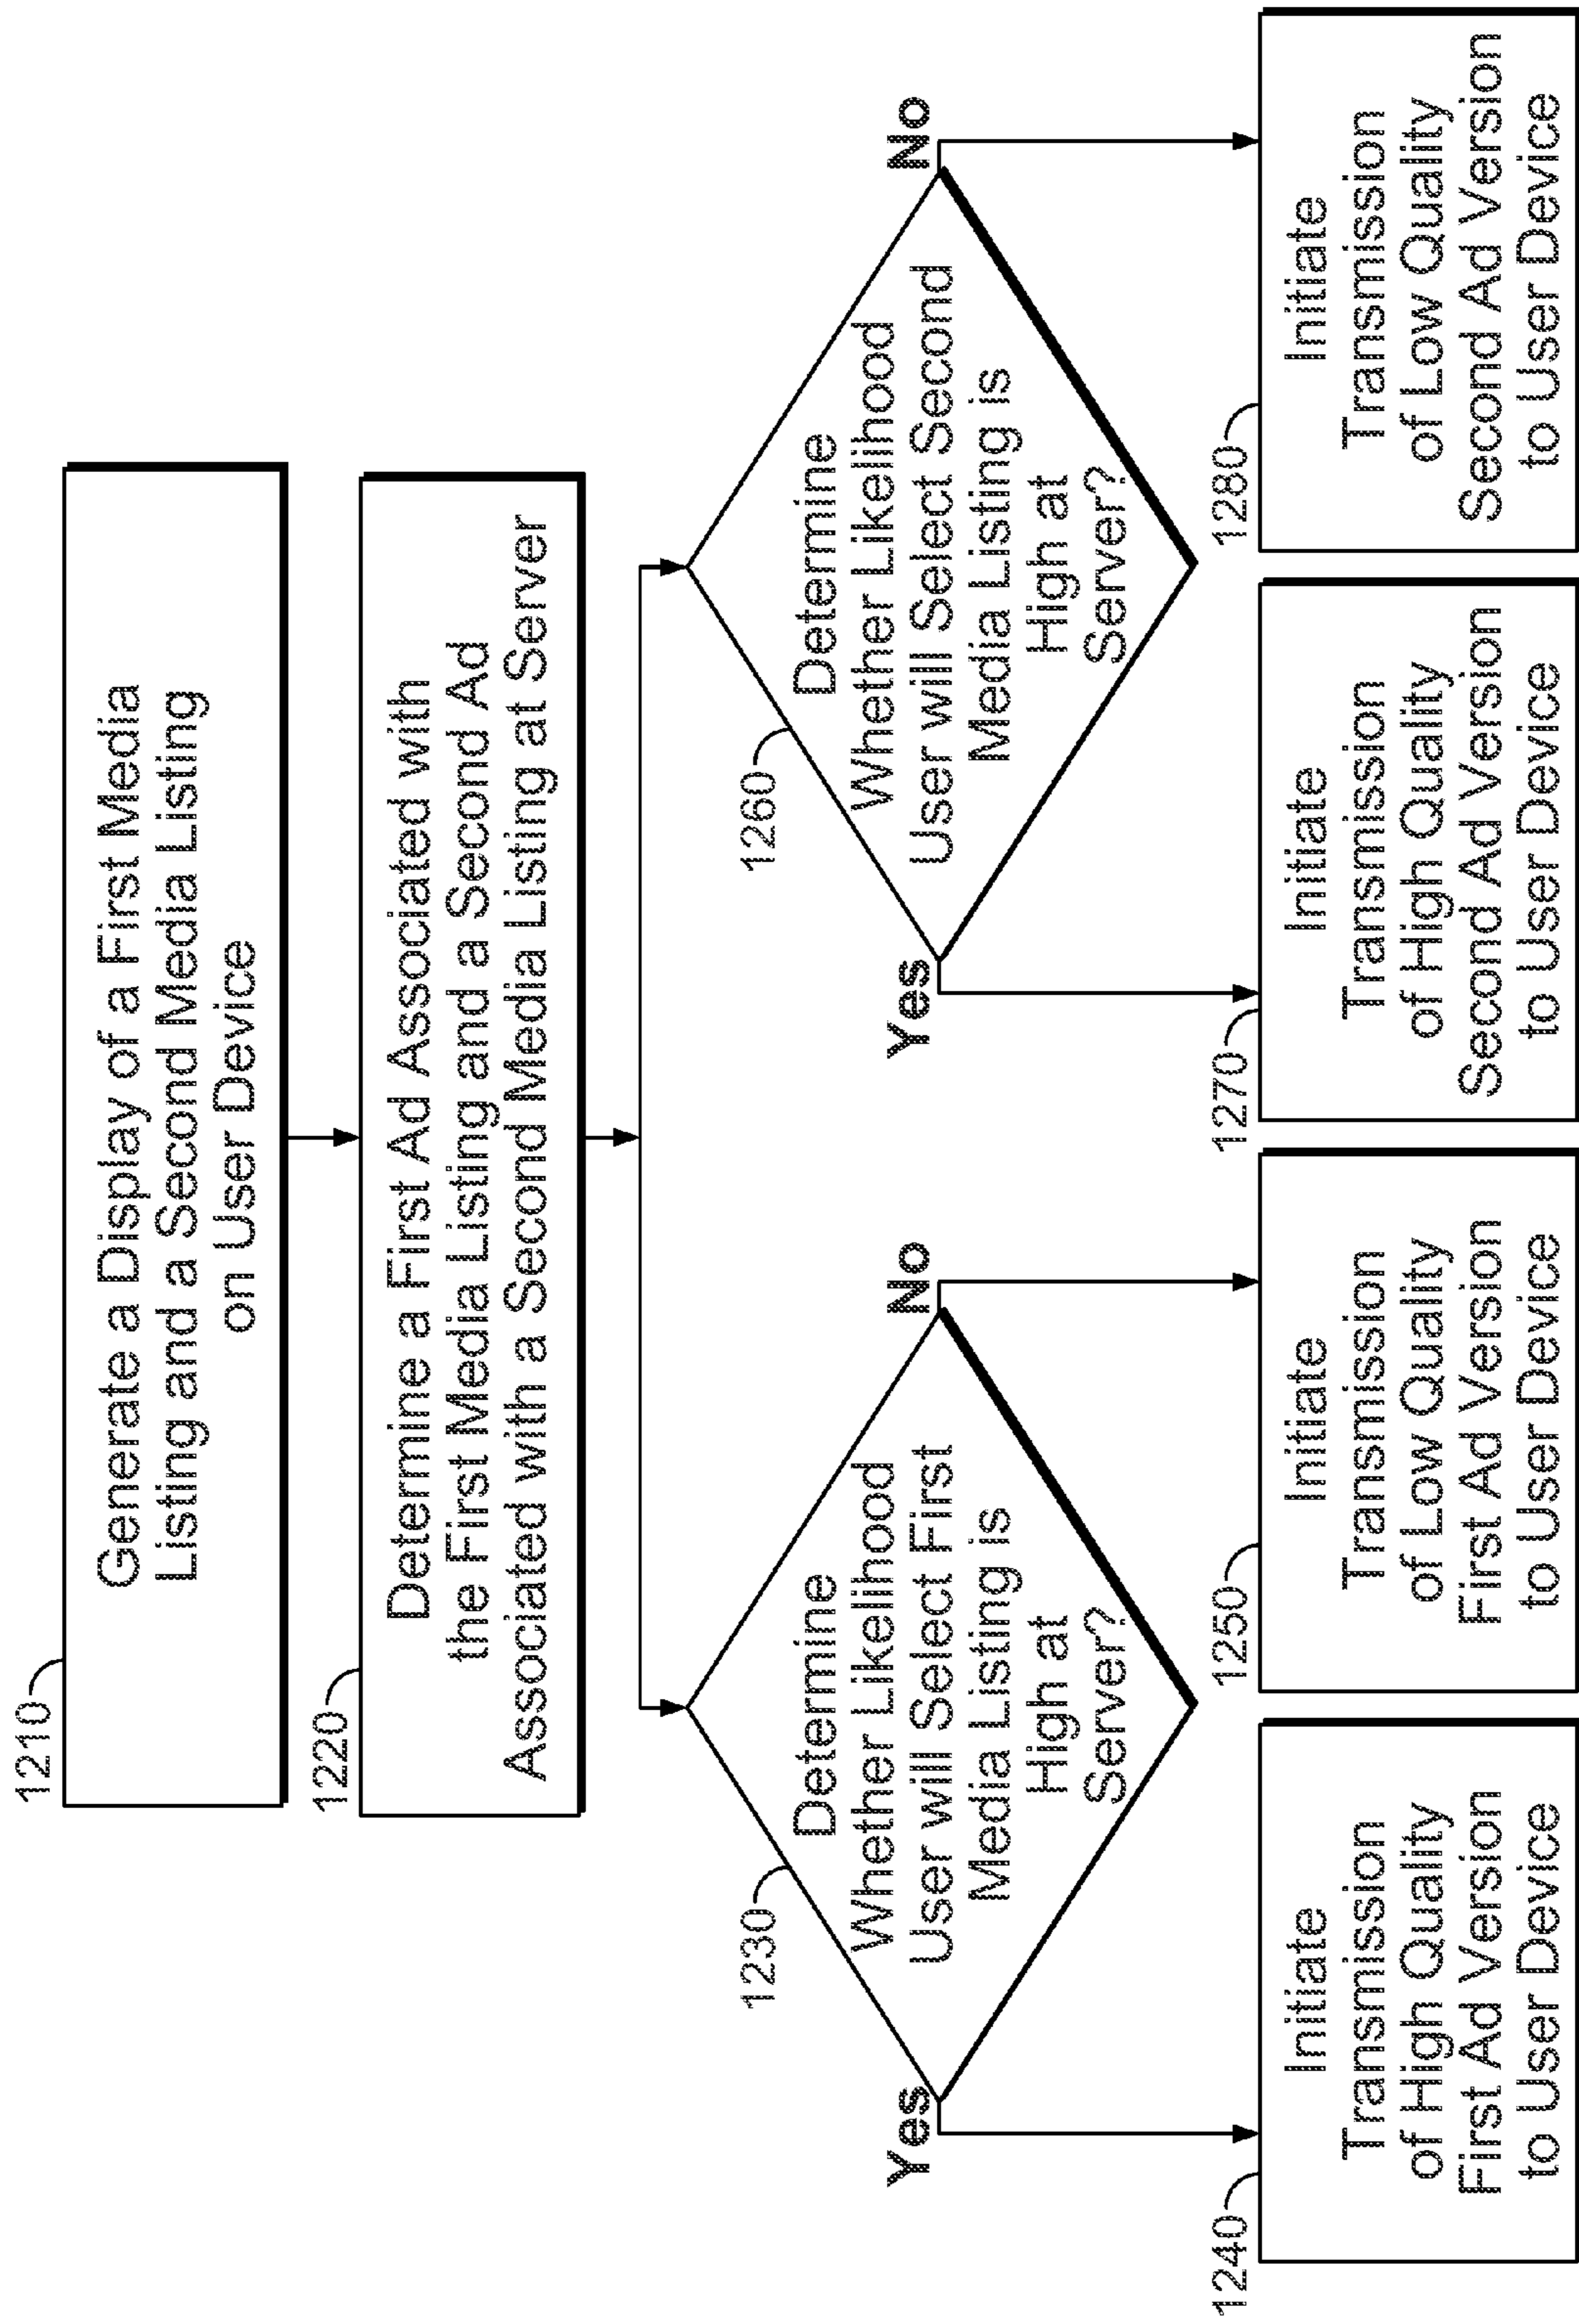 1210
Generate a Display of a First Media
Listing and a Second Media Listing
on User Device
1220
Determine a First Ad Associated with
the First Media Listing and a Second Ad
Associated with a Second Media Listing at Server
1230
Determine
Whether Likelihood
User will Select First
Media Listing is
High at
Server?
Yes
No
1260
Determine
Whether Likelihood
User will Select Second
Media Listing is
High at
Server?
Yes
No
1240
Initiate
Transmission
of High Quality
First Ad Version
to User Device
1250
Initiate
Transmission
of Low Quality
First Ad Version
to User Device
1270
Initiate
Transmission
of High Quality
Second Ad Version
to User Device
1280
Initiate
Transmission
of Low Quality
Second Ad Version
to User Device